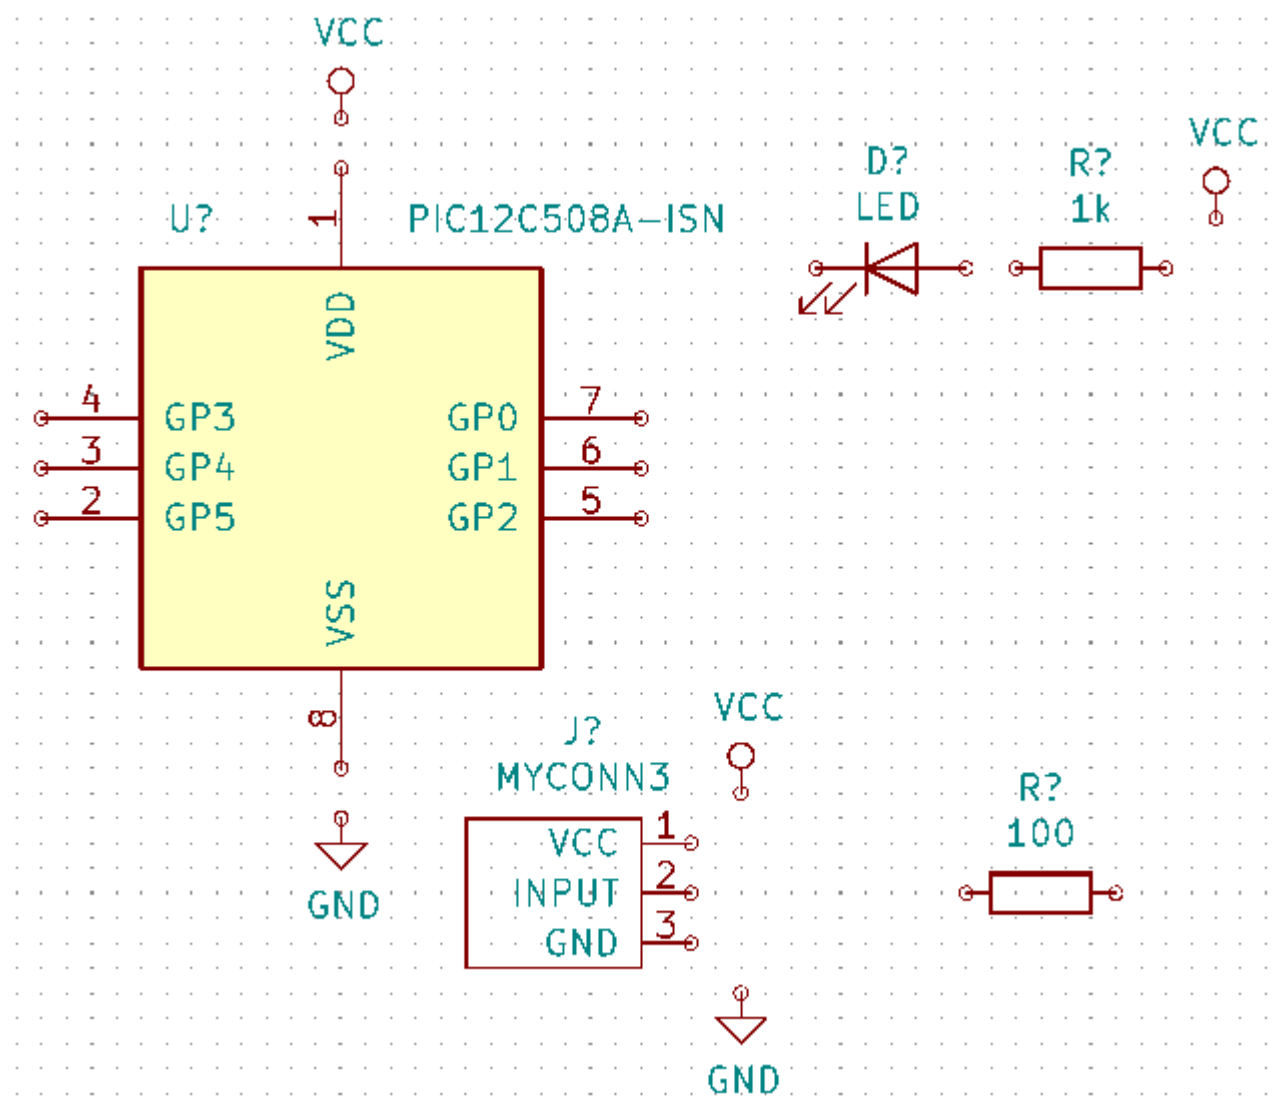 VCC
VCC
D?
R?
LED
1k
U?
1
PIC12C508A-ISN
VDD
4
GP3
GP0
7
3
GP4
GP1
6
2
GP5
GP2
5
VSS
8
VCC
J?
MYCONN3
R?
100
VCC
1
INPUT
2
GND
3
GND
GND